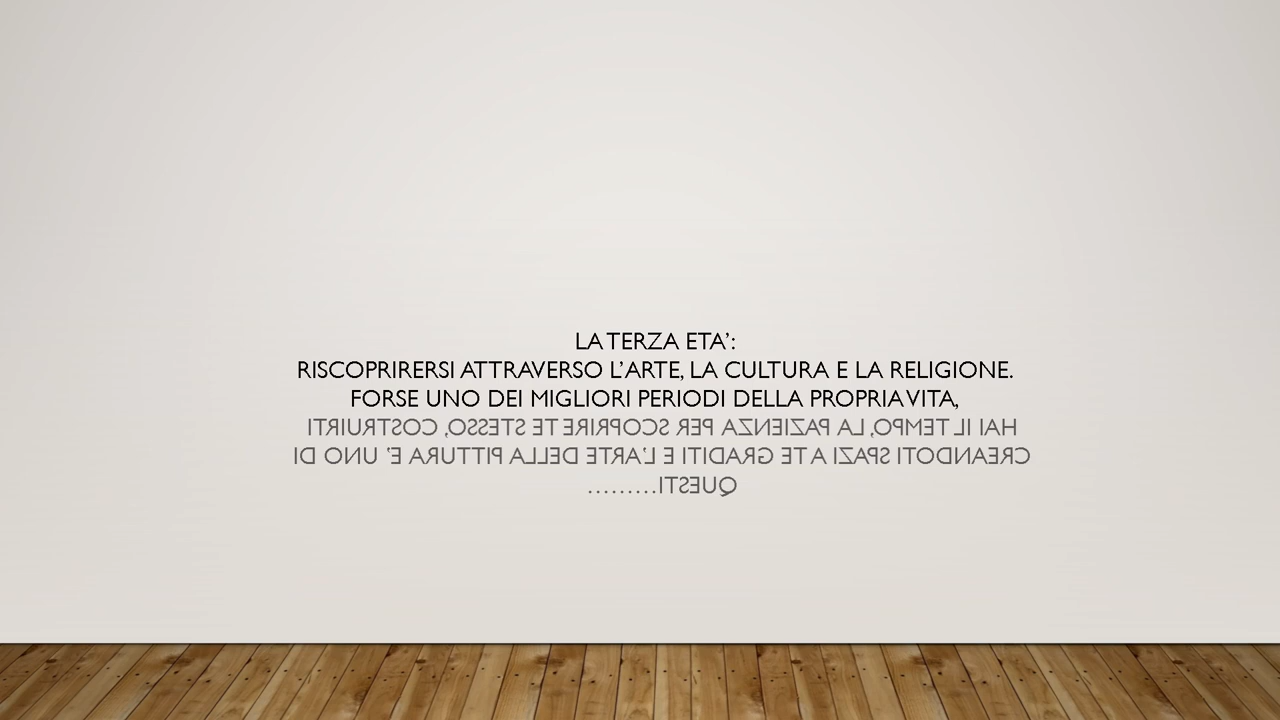 LA TERZA ETA’:
RISCOPRIRERSI ATTRAVERSO L’ARTE, LA CULTURA E LA RELIGIONE.
FORSE UNO DEI MIGLIORI PERIODI DELLA PROPRIA VITA,
HAI IL TEMPO, LA PAZIENZA PER SCOPRIRE TE STESSO, COSTRUIRTI
CREANDOTI SPAZI A TE GRADITI E L’ARTE DELLA PITTURA E’ UNO DI
QUESTI.........